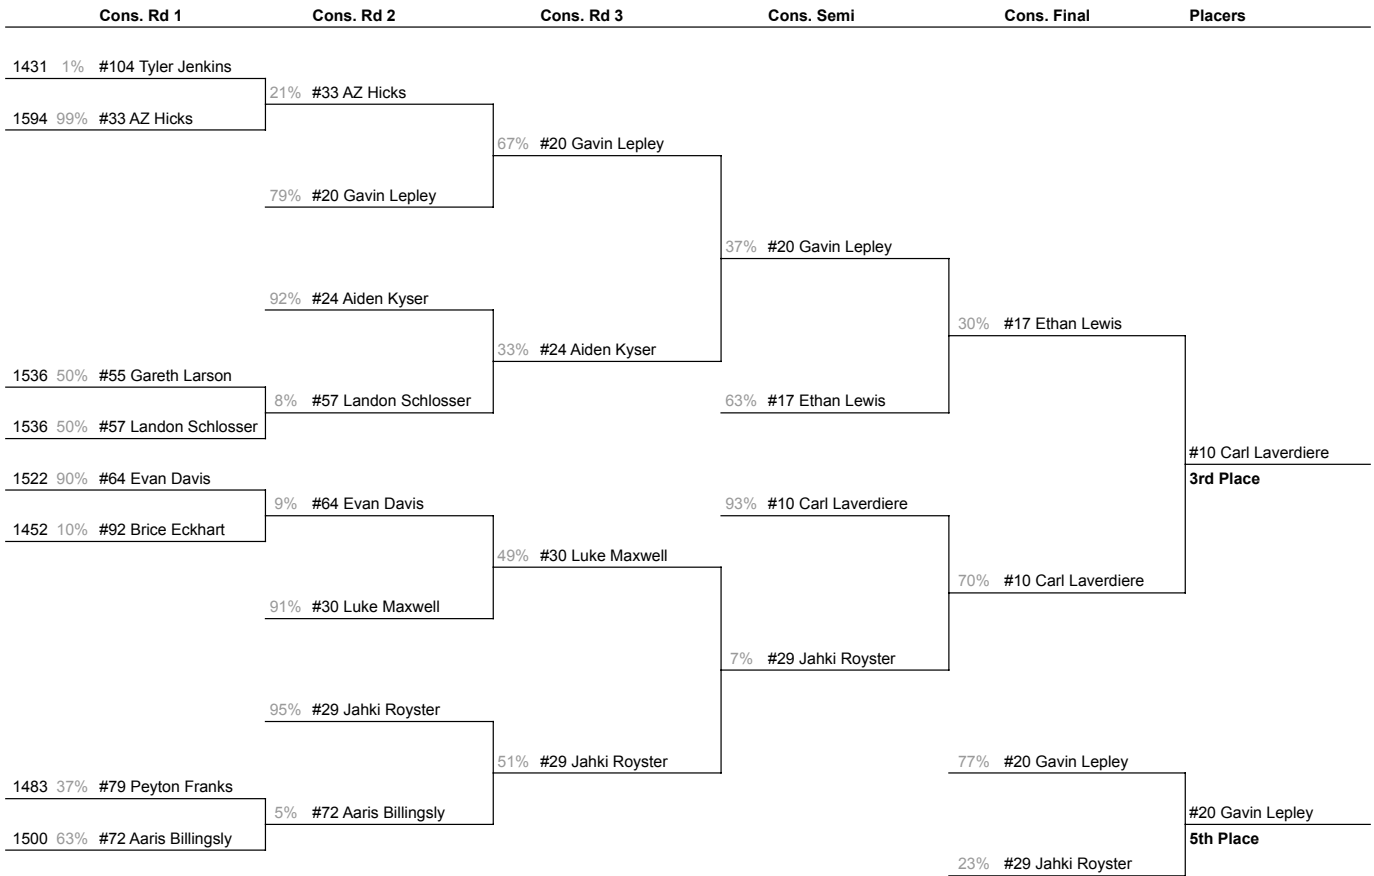 Cons. Rd 1 Cons. Rd 2 Cons. Rd 3 Cons. Semi Cons. Final Placers
1431 1% #104 Tyler Jenkins
21% #33 AZ Hicks
1594 99% #33 AZ Hicks
67% #20 Gavin Lepley
79% #20 Gavin Lepley
37% #20 Gavin Lepley
92% #24 Aiden Kyser
30% #17 Ethan Lewis
33% #24 Aiden Kyser
1536 50% #55 Gareth Larson
8% #57 Landon Schlosser
63% #17 Ethan Lewis
1536 50% #57 Landon Schlosser
#10 Carl Laverdiere
1522 90% #64 Evan Davis
3rd Place
9% #64 Evan Davis
93% #10 Carl Laverdiere
1452 10% #92 Brice Eckhart
49% #30 Luke Maxwell
70% #10 Carl Laverdiere
91% #30 Luke Maxwell
7% #29 Jahki Royster
95% #29 Jahki Royster
51% #29 Jahki Royster
77% #20 Gavin Lepley
1483 37% #79 Peyton Franks
5% #72 Aaris Billingsly
#20 Gavin Lepley
1500 63% #72 Aaris Billingsly
5th Place
23% #29 Jahki Royster